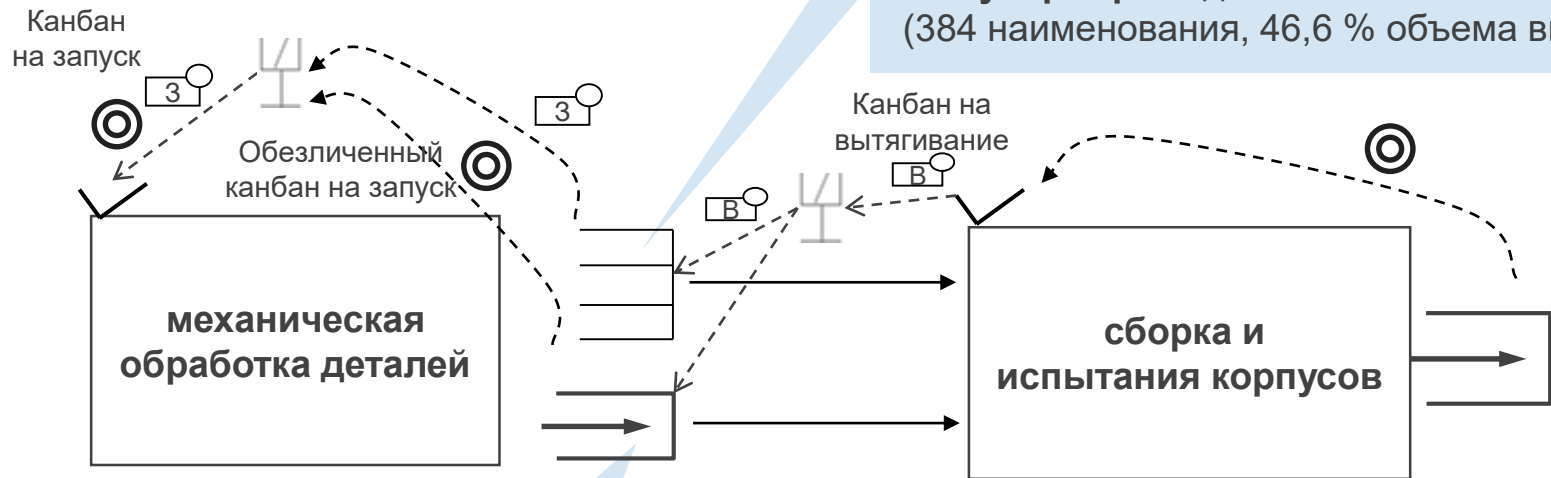 (384 наименования, 46,6 % объема
Канбан
на запуск
З
З
Обезличенный
канбан на запуск
Канбан на
вытягивание
В
В
механическая
обработка деталей
сборка и
испытания корпусов